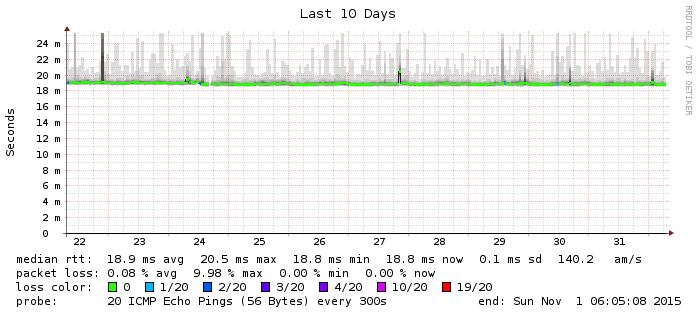 Last 10 Days
RRDTOOL / TOBI OETIKER
Seconds
24 m
22 m
20 m
18 m
16 m
14 m
12 m
10 m
8 m
6 m
4 m
2 m
0
22 23 24 25 26 27 28 29 30 31
median rtt: 18.9 ms avg 20.5 ms max 18.8 ms min 18.8 ms now 0.1 ms sd 140.2 am/s
packet loss: 0.08 % avg 9.98 % max 0.00 % min 0.00 % now
loss color: 0 1/20 2/20 3/20 4/20 10/20 19/20
probe: 20 ICMP Echo Pings (56 Bytes) every 300s end: Sun Nov 1 06:05:08 2015